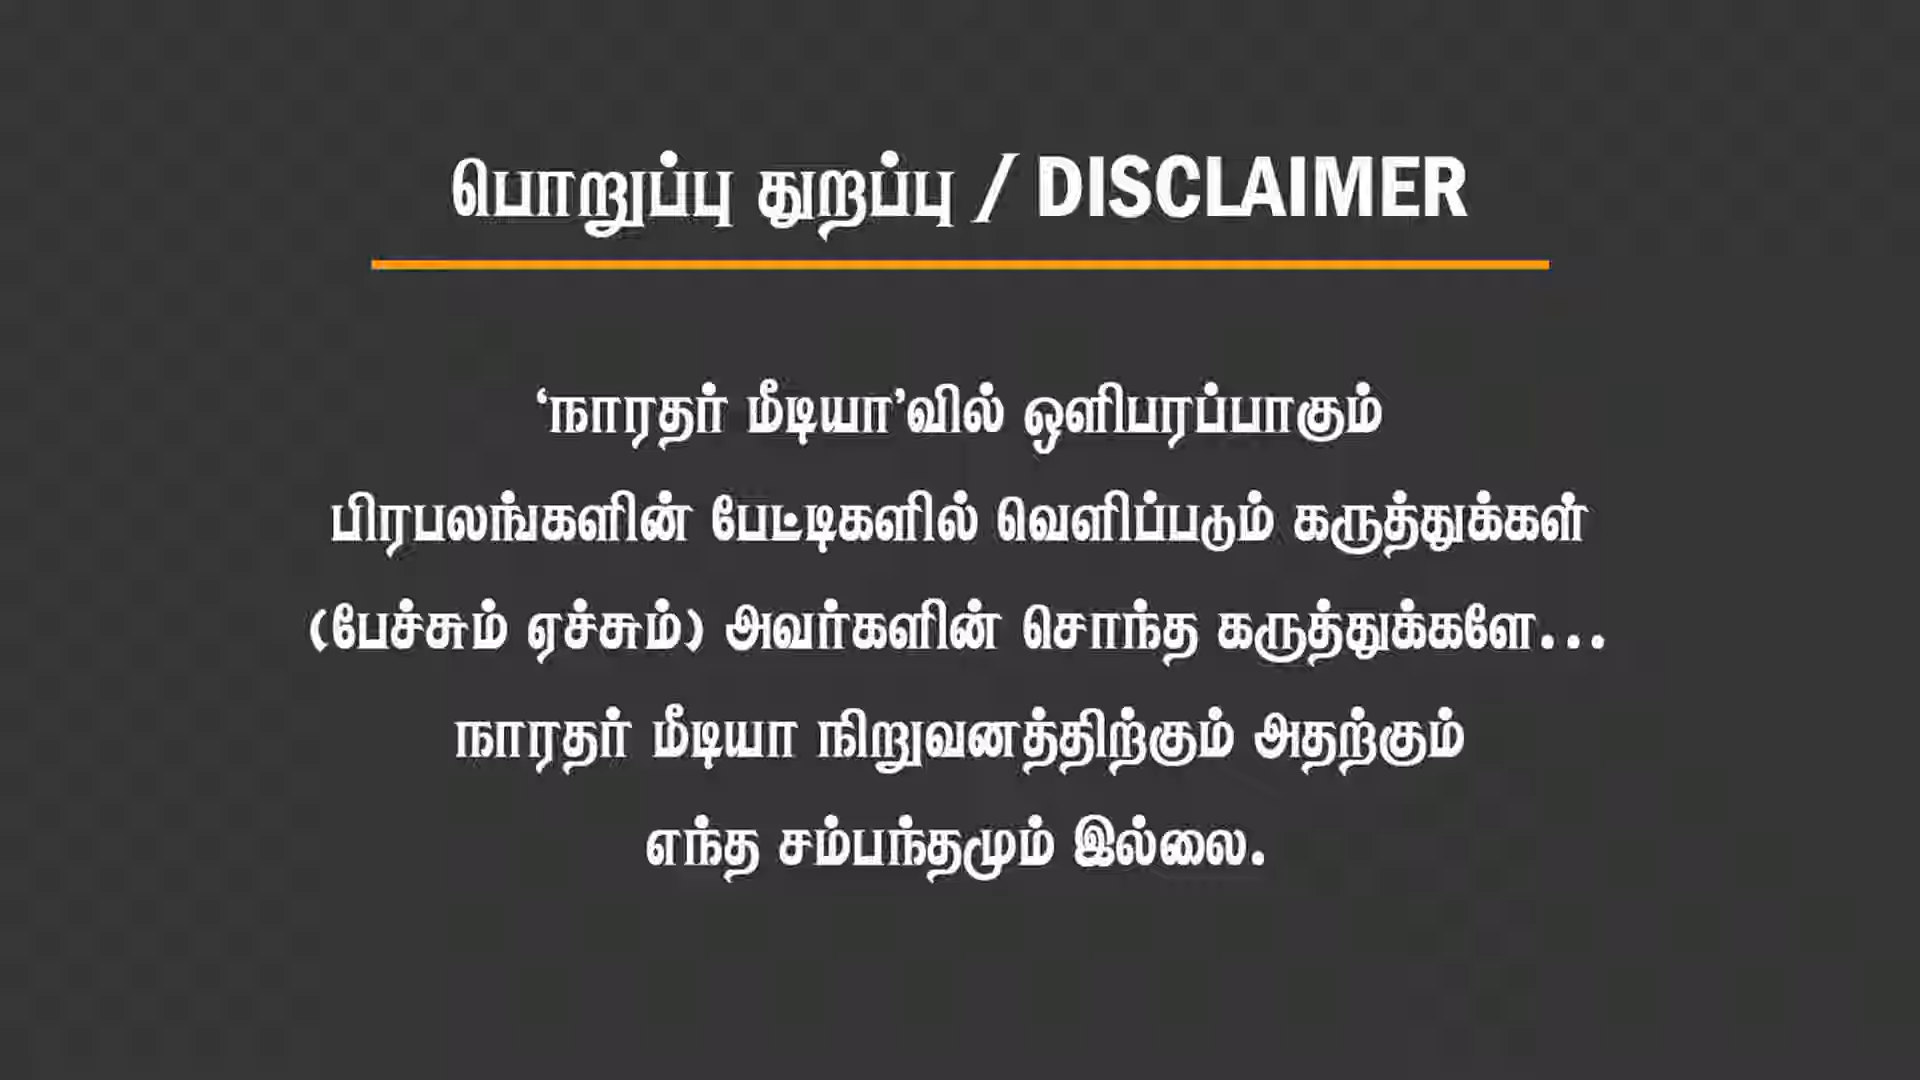 பொறுப்பு துறப்பு / DISCLAIMER
‘நாரதர் மீடியா’வில் ஒளிபரப்பாகும்
பிரபலங்களின் பேட்டிகளில் வெளிப்படும் கருத்துக்கள்
(பேச்சும் ஏச்சும்) அவர்களின் சொந்த கருத்துக்களே...
நாரதர் மீடியா நிறுவனத்திற்கும் அதற்கும்
எந்த சம்பந்தமும் இல்லை.